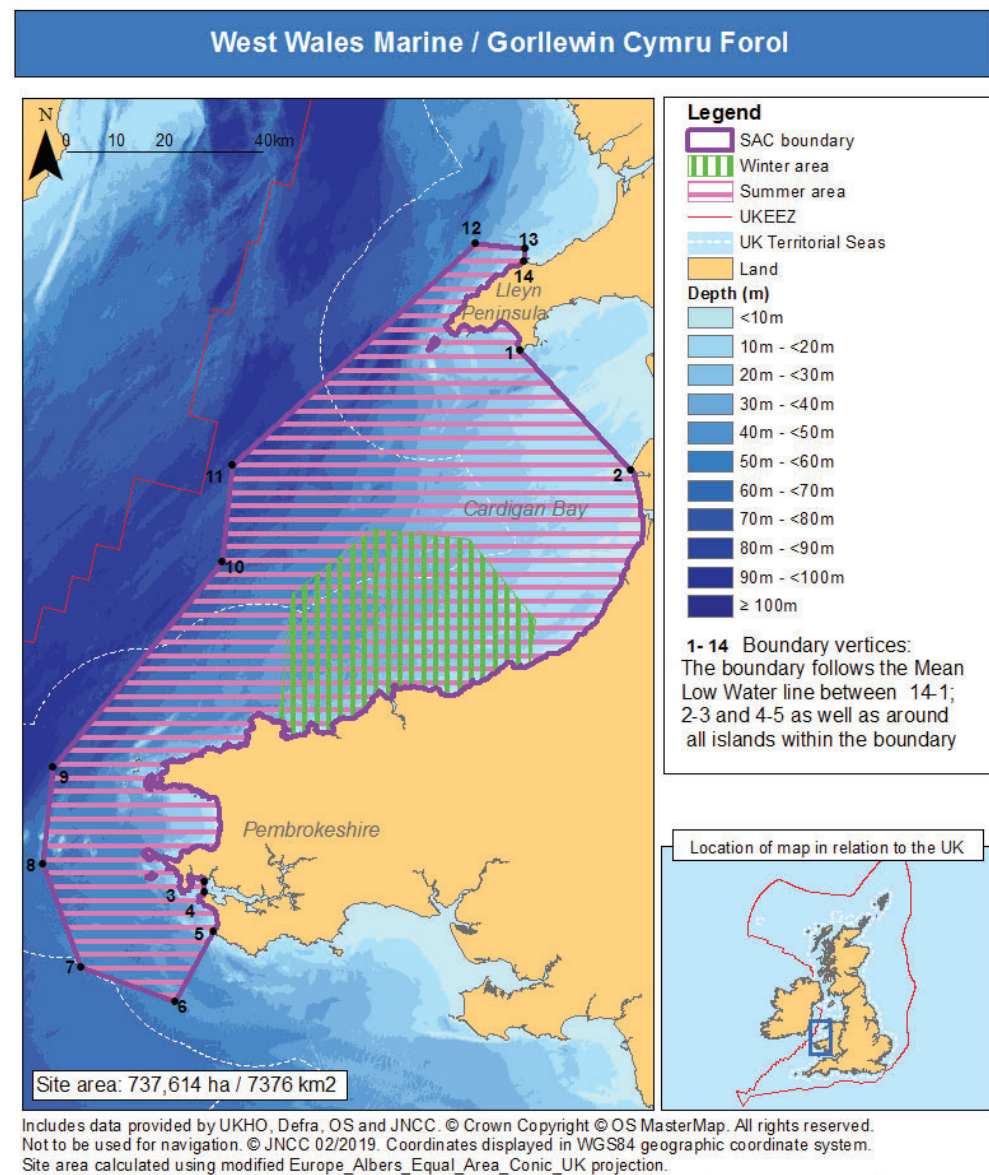 West Wales Marine / Gorllewin Cymru Forol
N
0 10 20 40km
12
13
14
Lleyn
Peninsula
1
11
2
Cardigan Bay
10
9
Pembrokeshire
8
3
4
5
7
6
Site area: 737,614 ha / 7376 km2
Legend
SAC boundary
Winter area
Summer area
UKEEZ
UK Territorial Seas
Land
Depth (m)
<10m
10m - <20m
20m - <30m
30m - <40m
40m - <50m
50m - <60m
60m - <70m
70m - <80m
80m - <90m
90m - <100m
≥ 100m
1- 14 Boundary vertices:
The boundary follows the Mean
Low Water line between 14-1;
2-3 and 4-5 as well as around
all islands within the boundary
Location of map in relation to the UK
Includes data provided by UKHO, Defra, OS and JNCC. © Crown Copyright © OS MasterMap. All rights reserved.
Not to be used for navigation. © JNCC 02/2019. Coordinates displayed in WGS84 geographic coordinate system.
Site area calculated using modified Europe_Albers_Equal_Area_Conic_UK projection.